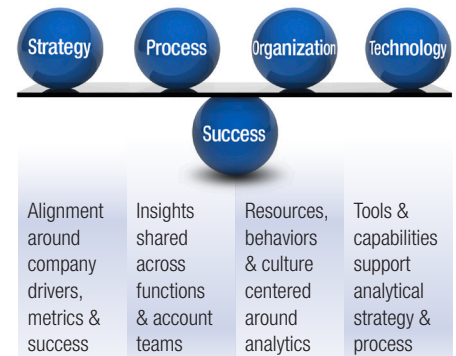 Strategy
Process
Organization
Technology
Success
Alignment
around
company
drivers,
metrics &
success
Insights
shared
across
functions
& account
teams
Resources,
behaviors
& culture
centered
around
analytics
Tools &
capabilities
support
analytical
strategy &
process